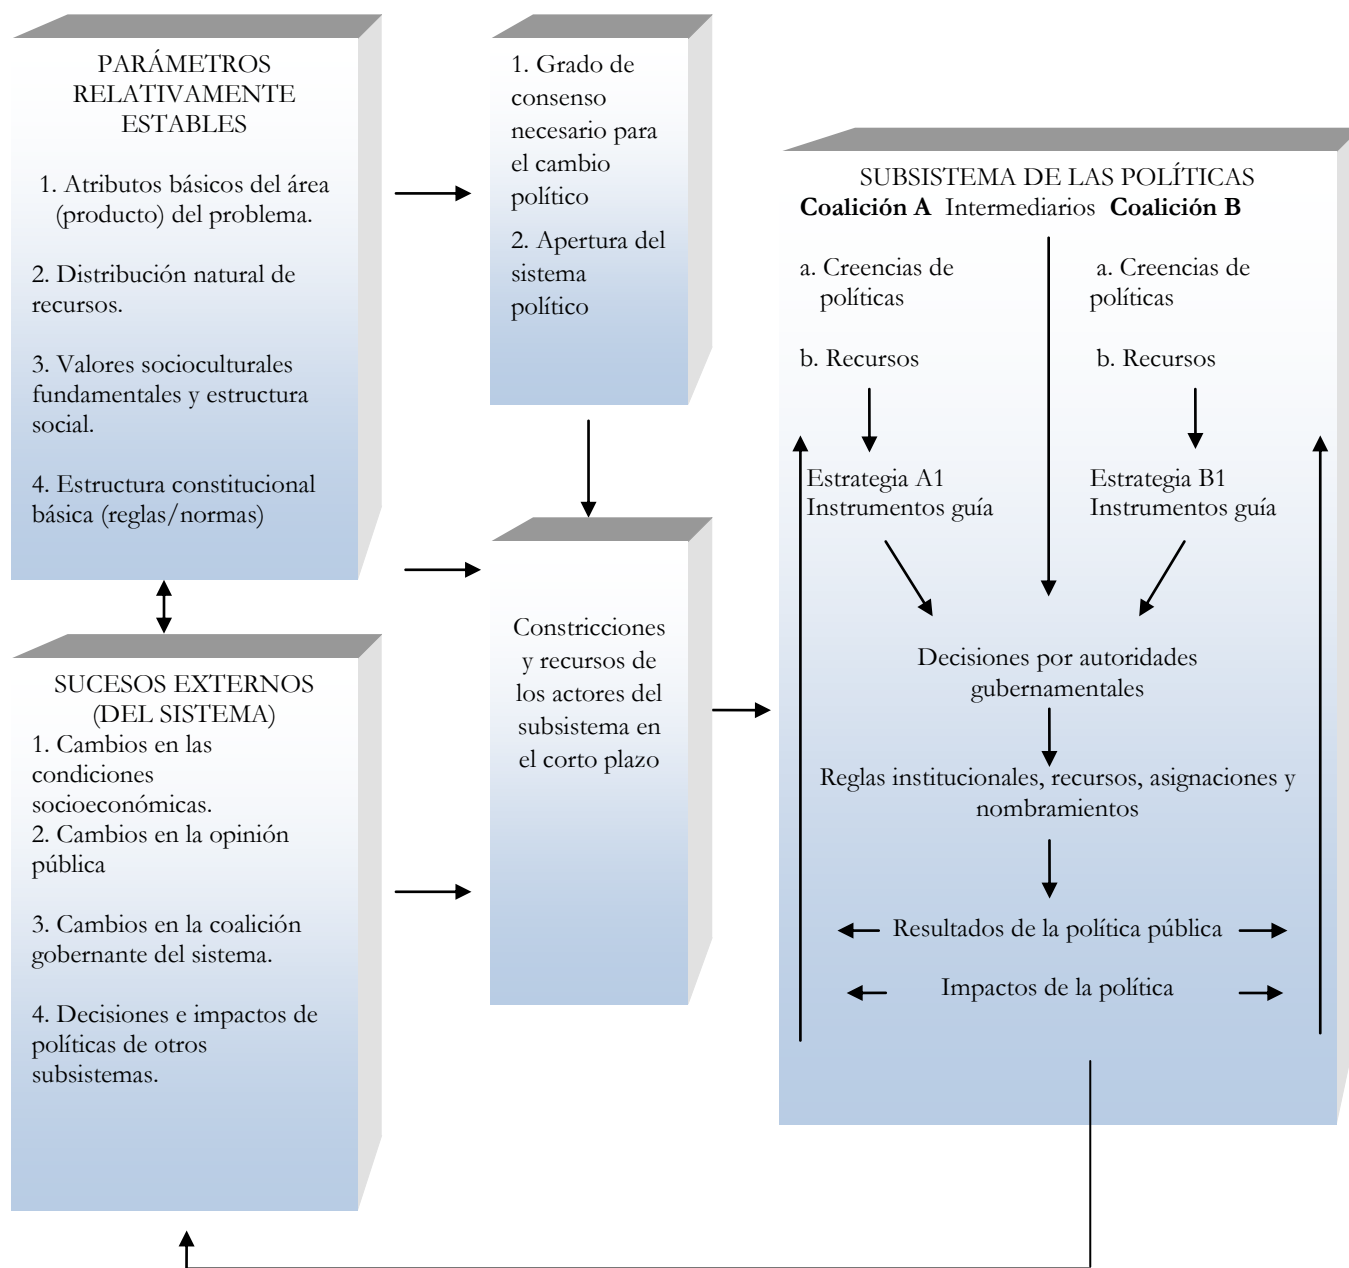 PARÁMETROS
RELATIVAMENTE
ESTABLES
1. Atributos básicos del área
(producto) del problema.
2. Distribución natural de
recursos.
3. Valores socioculturales
fundamentales y estructura
social.
4. Estructura constitucional
básica (reglas/normas)
SUCESOS EXTERNOS
(DEL SISTEMA)
1. Cambios en las
condiciones
socioeconómicas.
2. Cambios en la opinión
pública
3. Cambios en la coalición
gobernante del sistema.
4. Decisiones e impactos de
políticas de otros
subsistemas.
1. Grado de
consenso
necesario para
el cambio
político
2. Apertura del
sistema
político
Constricciones
y recursos de
los actores del
subsistema en
el corto plazo
SUBSISTEMA DE LAS POLÍTICAS
Coalición A Intermediarios Coalición B
a. Creencias de
políticas
b. Recursos
Estrategia A1
Instrumentos guía
a. Creencias de
políticas
b. Recursos
Estrategia B1
Instrumentos guía
Decisiones por autoridades
gubernamentales
Reglas institucionales, recursos, asignaciones y
nombramientos
Resultados de la política pública
Impactos de la política